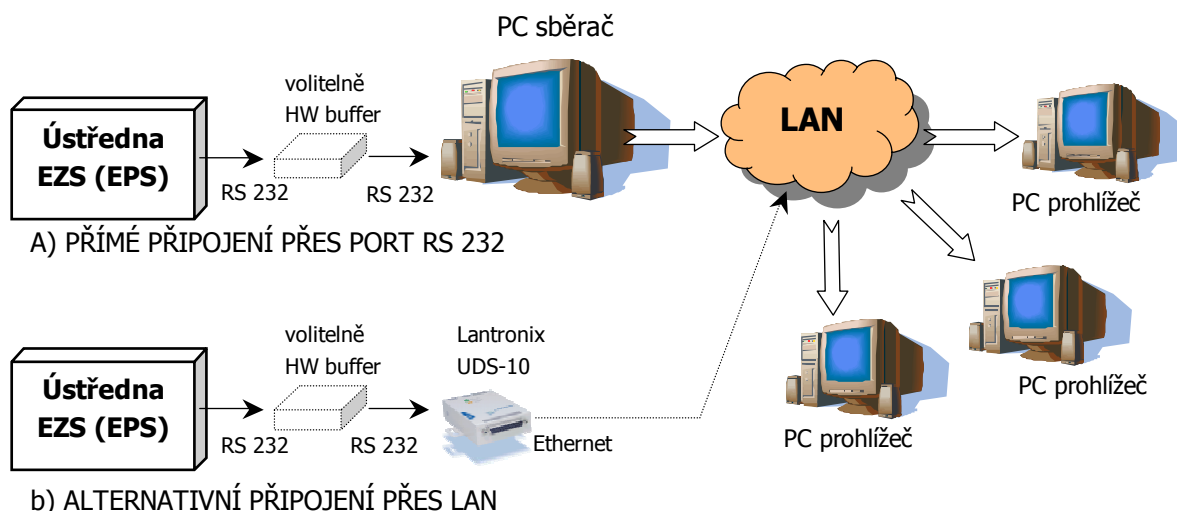 PC sběrač
volitelně
HW buffer
Ústředna
EZS (EPS)
LAN
RS 232
RS 232
PC prohlížeč
A) PŘÍMÉ PŘIPOJENÍ PŘES PORT RS 232
volitelně
HW buffer
Lantronix
UDS-10
Ústředna
EZS (EPS)
PC prohlížeč
RS 232
RS 232
Ethernet
PC prohlížeč
b) ALTERNATIVNÍ PŘIPOJENÍ PŘES LAN